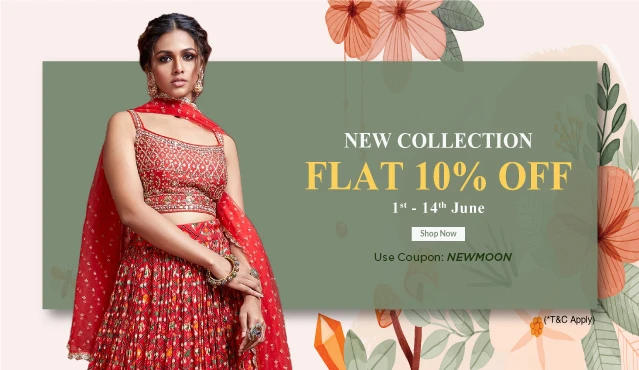 NEW COLLECTION
FLAT 10% OFF
1st - 14th June
Shop Now
Use Coupon: NEWMOON
(*T&C Apply)